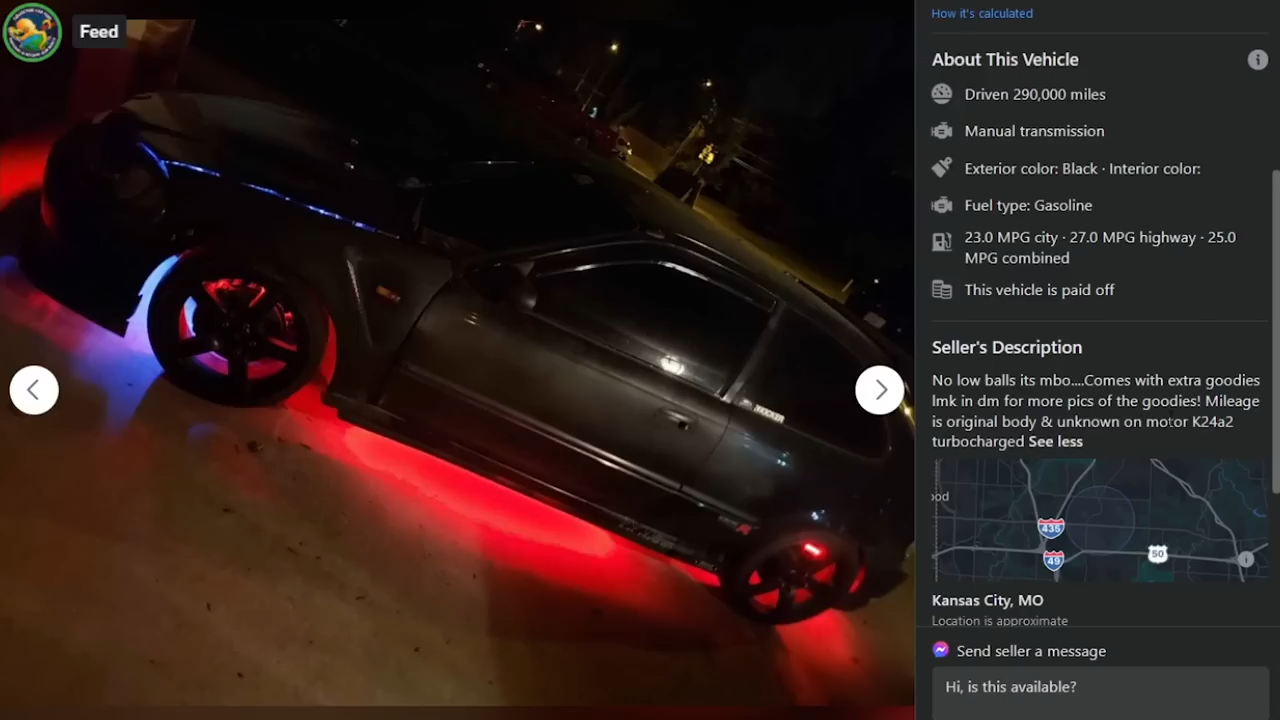 Feed
How it's calculated
About This Vehicle
Driven 290,000 miles
Manual transmission
Exterior color: Black · Interior color:
Fuel type: Gasoline
23.0 MPG city · 27.0 MPG highway · 25.0
MPG combined
This vehicle is paid off
Seller's Description
No low balls its mbo....Comes with extra goodies
lmk in dm for more pics of the goodies! Mileage
is original body & unknown on motor K24a2
turbocharged See less
ood
435
49
50
Kansas City, MO
Location is approximate
Send seller a message
Hi, is this available?